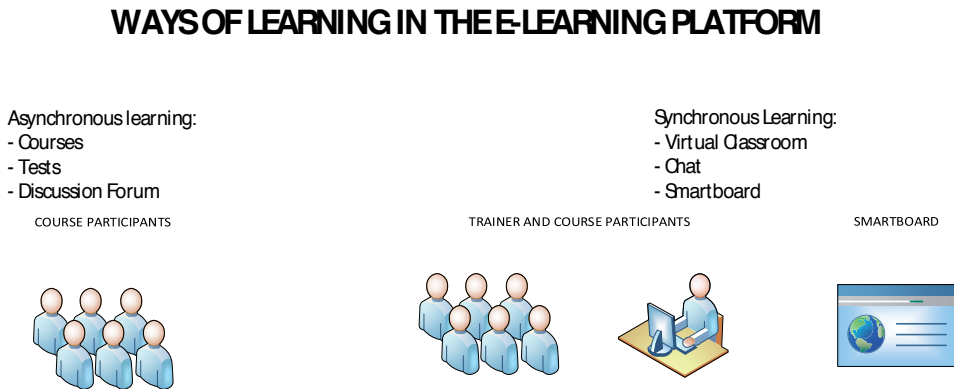 WAYS OF LEARNING IN THE E-LEARNING PLATFORM
Asynchronous learning:
- Courses
- Tests
- Discussion Forum
Synchronous Learning:
- Virtual Classroom
- Chat
- Smartboard
COURSE PARTICIPANTS
TRAINER AND COURSE PARTICIPANTS
SMARTBOARD